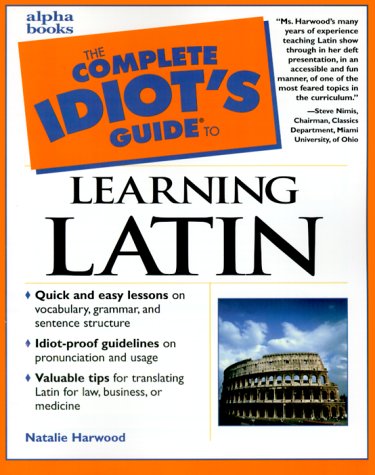 alpha
books
THE
COMPLETE
IDIOT'S
GUIDE® TO
LEARNING
LATIN
"Ms. Harwood's many
years of experience
teaching Latin show
through in her deft
presentation, in
an accessible and fun
manner, of one of the
most feared topics in
the curriculum."
—Steve Nimis,
Chairman, Classics
Department, Miami
University, of Ohio
♦ Quick and easy lessons on
vocabulary, grammar, and
sentence structure
♦ Idiot-proof guidelines on
pronunciation and usage
♦ Valuable tips for translating
Latin for law, business, or
medicine
Natalie Harwood